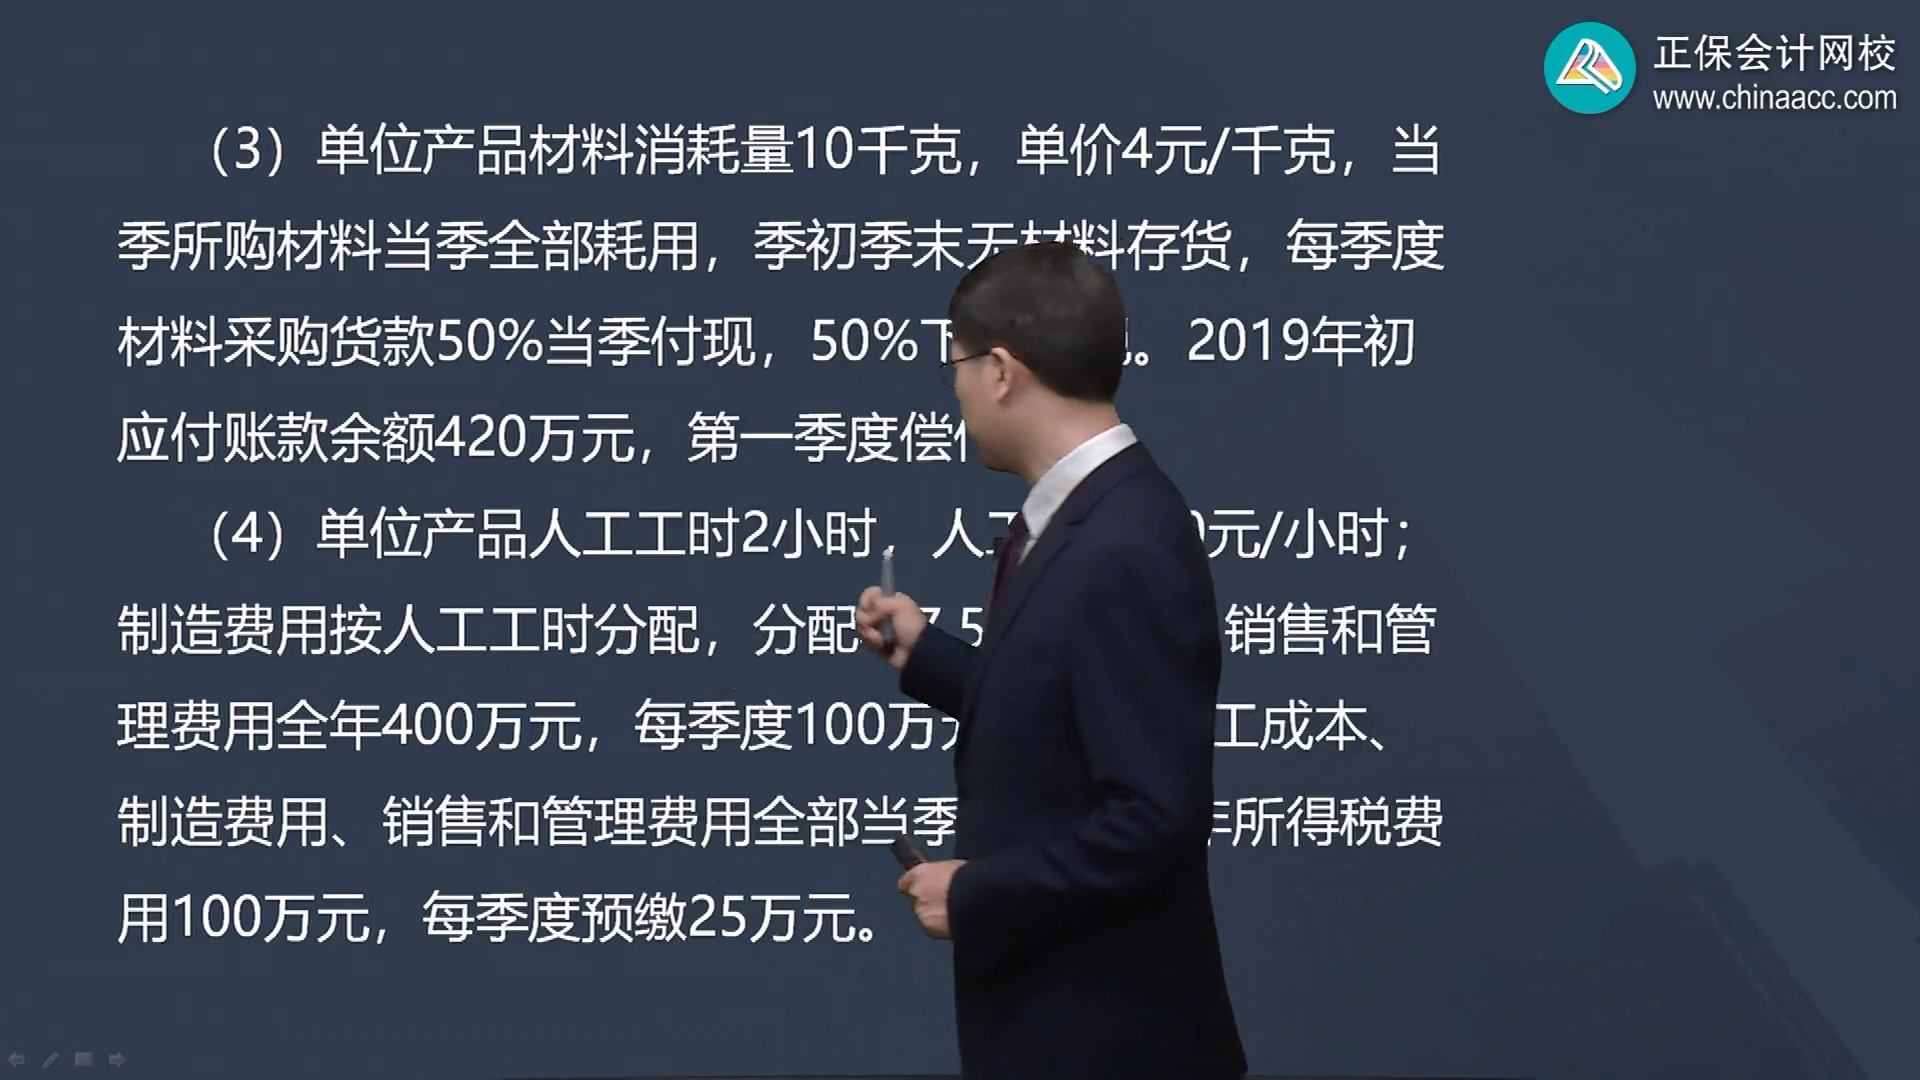 正保会计网校
www.chinaacc.com
（3）单位产品材料消耗量10千克，单价4元/千克，当
季所购材料当季全部耗用，季初季末无材料存货，每季度
材料采购货款50%当季付现，50%下 。2019年初
应付账款余额420万元，第一季度偿
（4）单位产品人工工时2小时，人 元/小时；
制造费用按人工工时分配，分配 7.5 销售和管
理费用全年400万元，每季度100万 工成本、
制造费用、销售和管理费用全部当季 所得税费
用100万元，每季度预缴25万元。